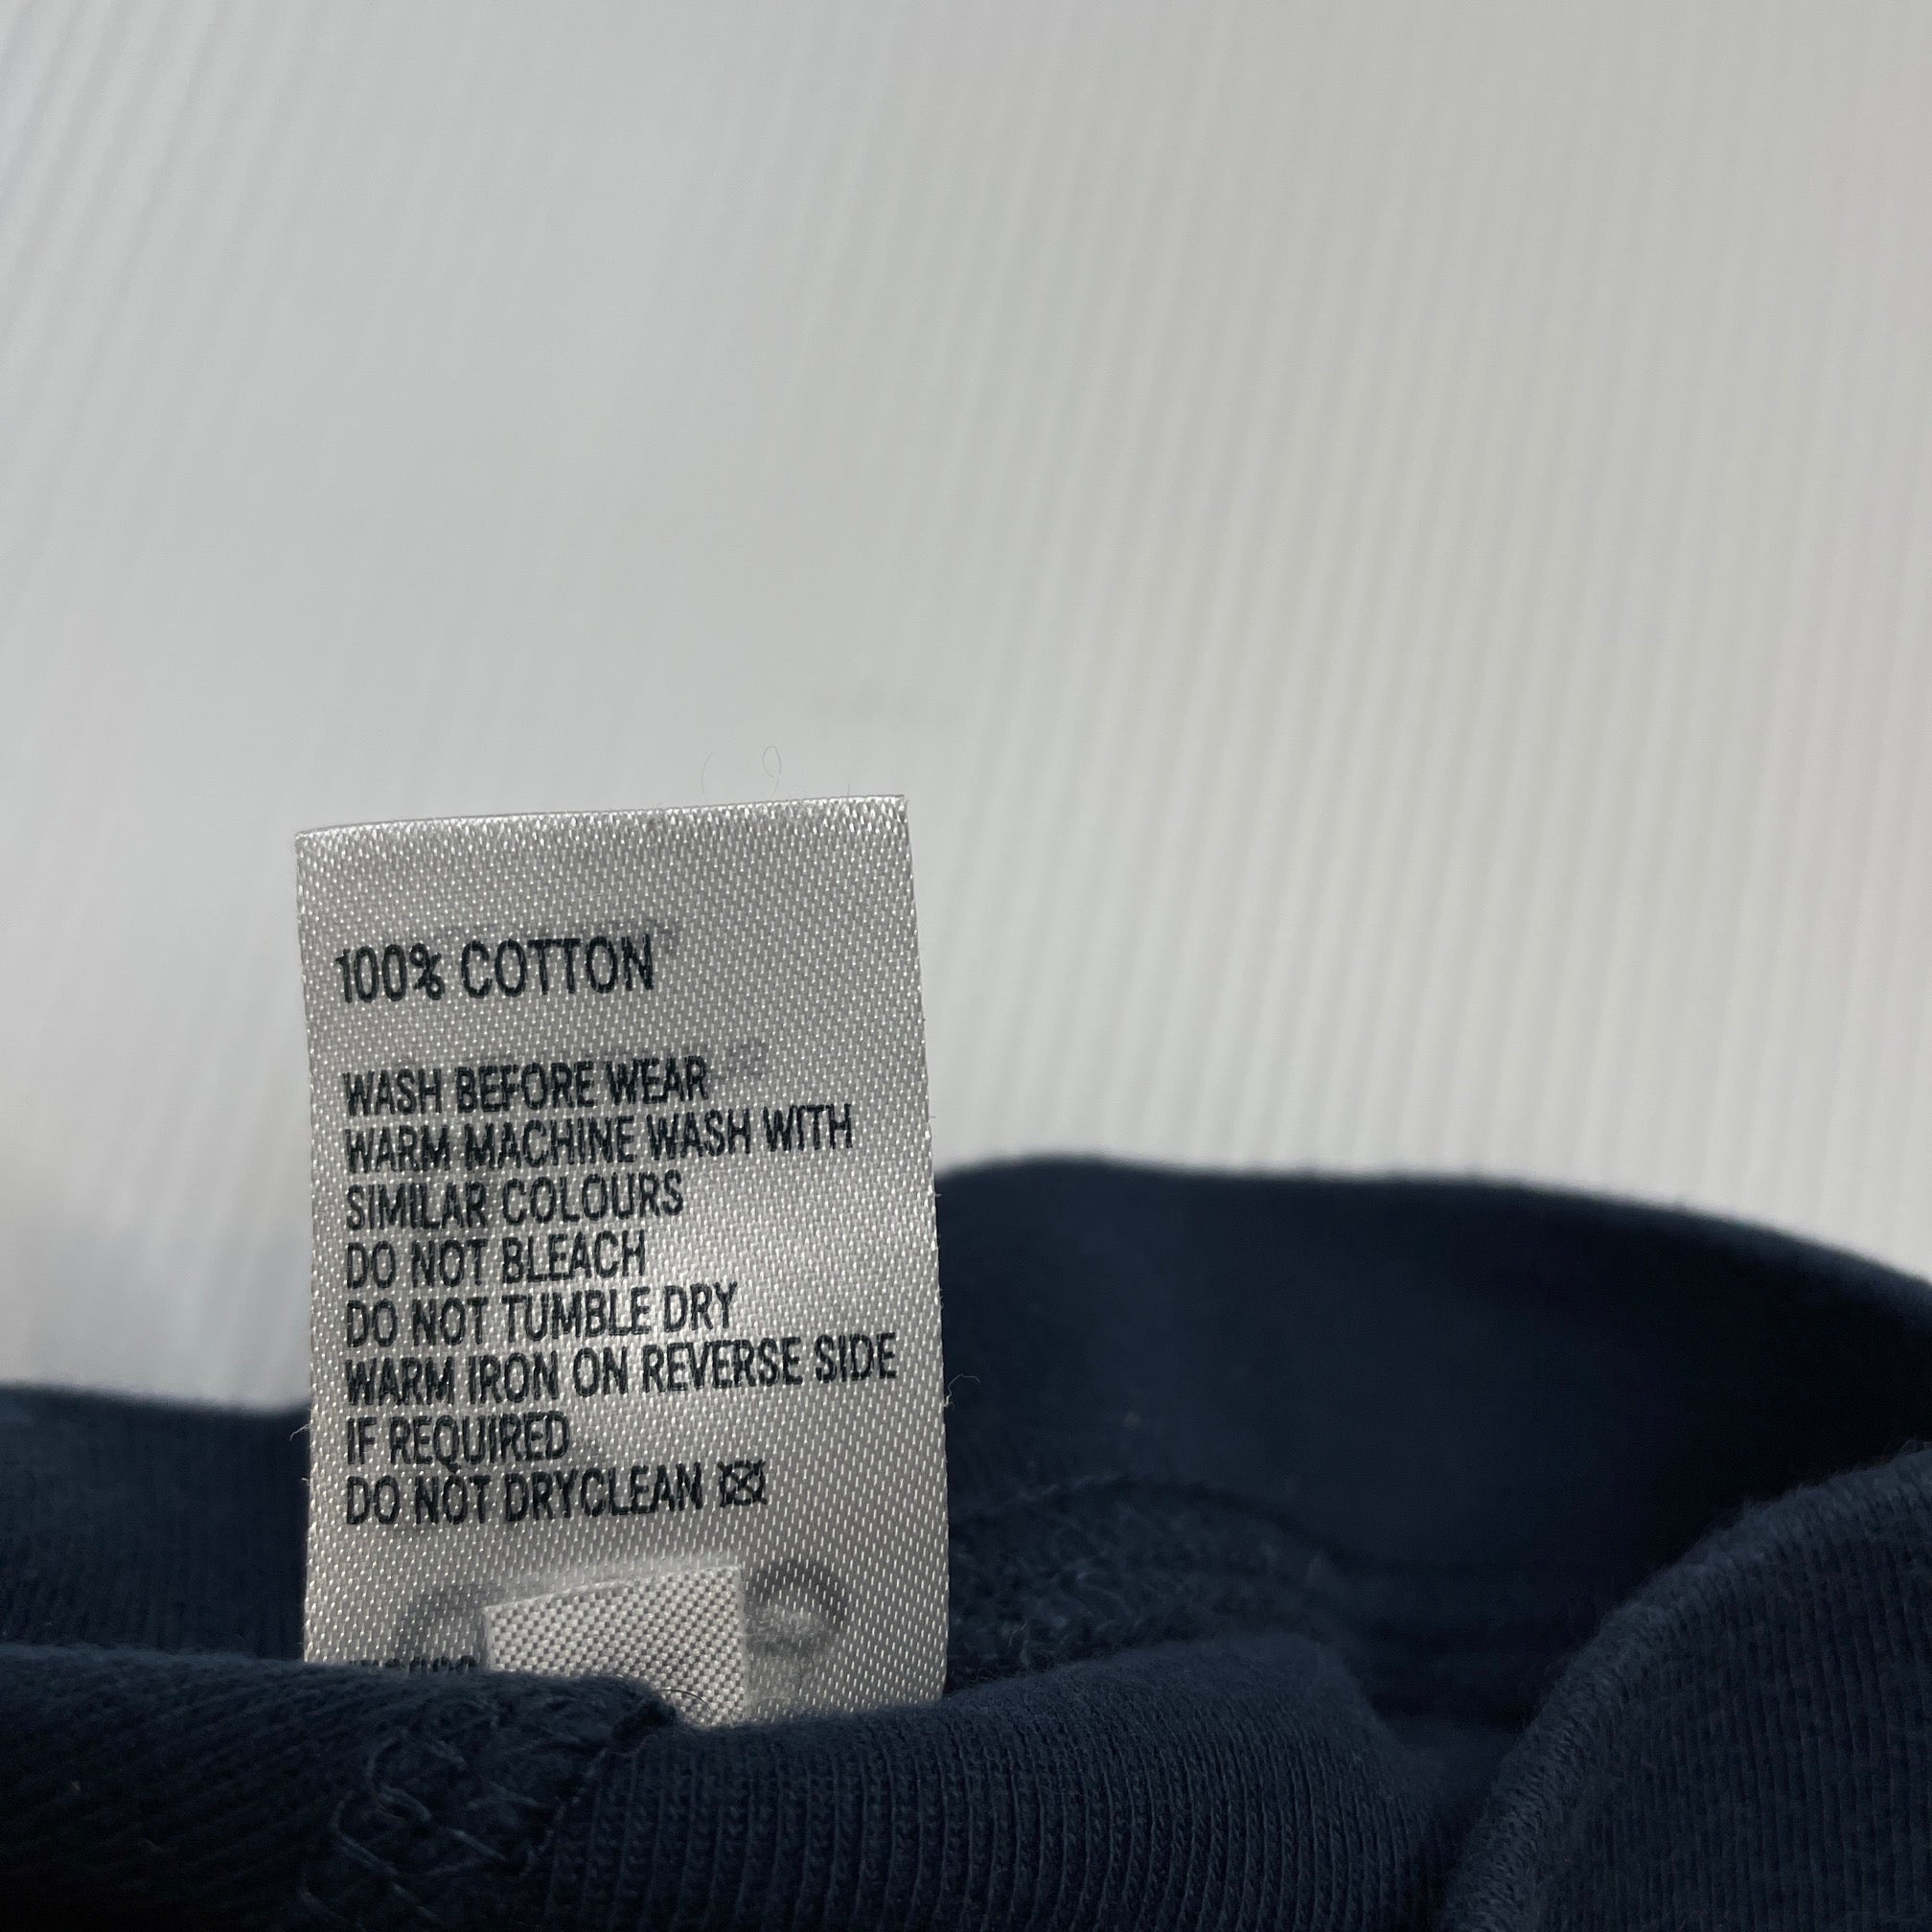 100% COTTON
WASH BEFORE WEAR
WARM MACHINE WASH WITH
SIMILAR COLOURS
DO NOT BLEACH
DO NOT TUMBLE DRY
WARM IRON ON REVERSE SIDE
IF REQUIRED
DO NOT DRYCLEAN